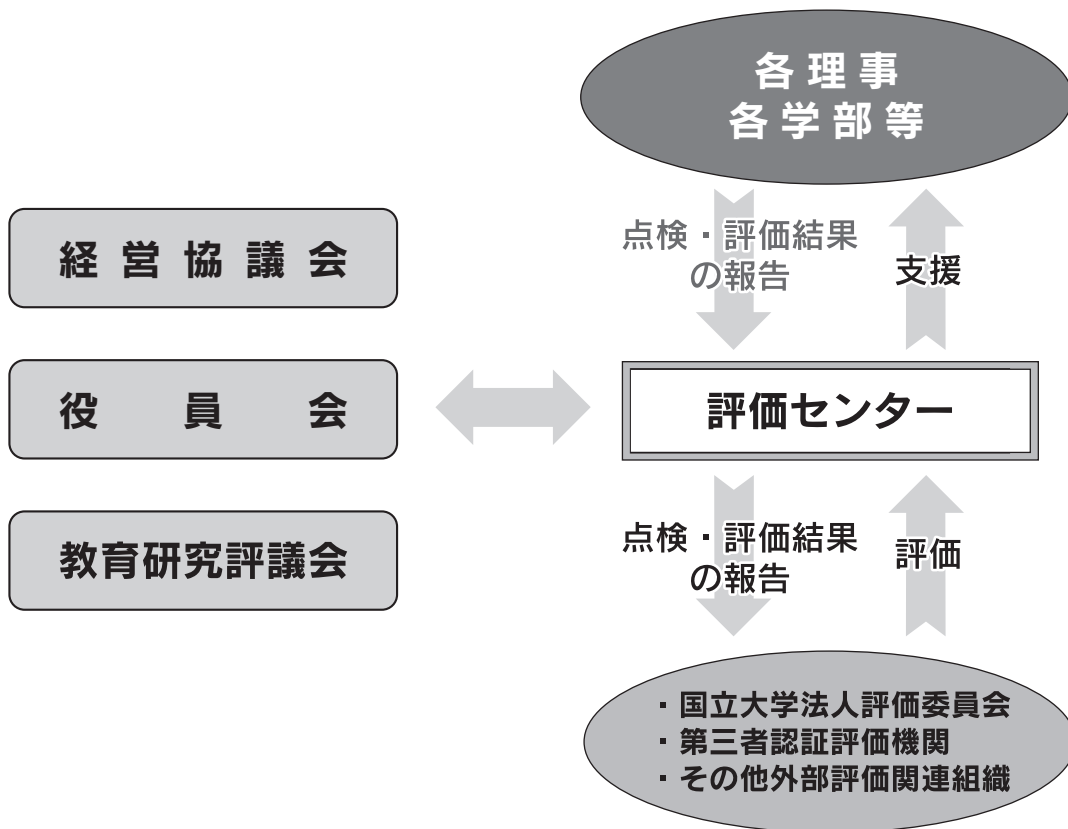 各理事
各学部等
経営協議会
役員会
教育研究評議会
点検・評価結果
の報告
支援
評価センター
点検・評価結果
の報告
評価
・国立大学法人評価委員会
・第三者認証評価機関
・その他外部評価関連組織